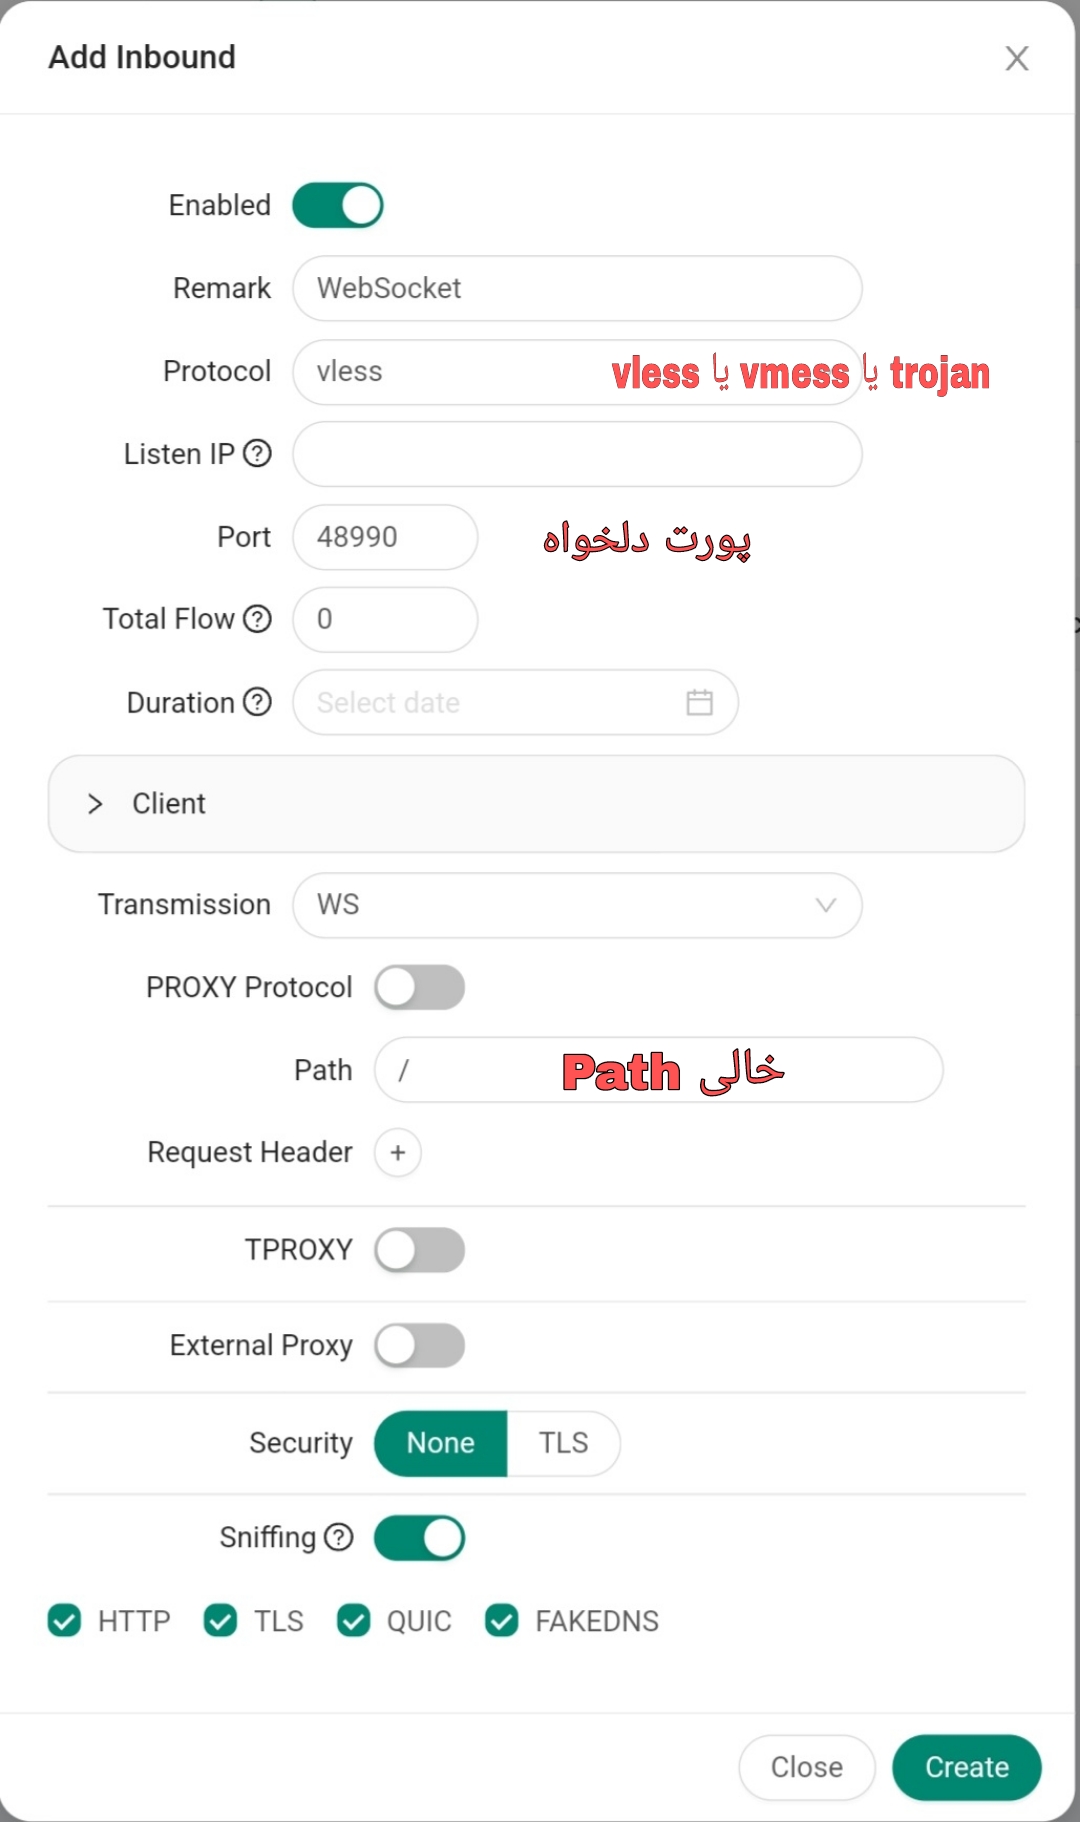 Add Inbound
Enabled
Remark WebSocket
Protocol vless vless یا vmess یا trojan
Listen IP
Port 48990 پورت دلخواه
Total Flow 0
Duration Select date
Client
Transmission WS
PROXY Protocol
Path / Path خالی
Request Header +
TPROXY
External Proxy
Security None TLS
Sniffing
HTTP TLS QUIC FAKEDNS
Close Create